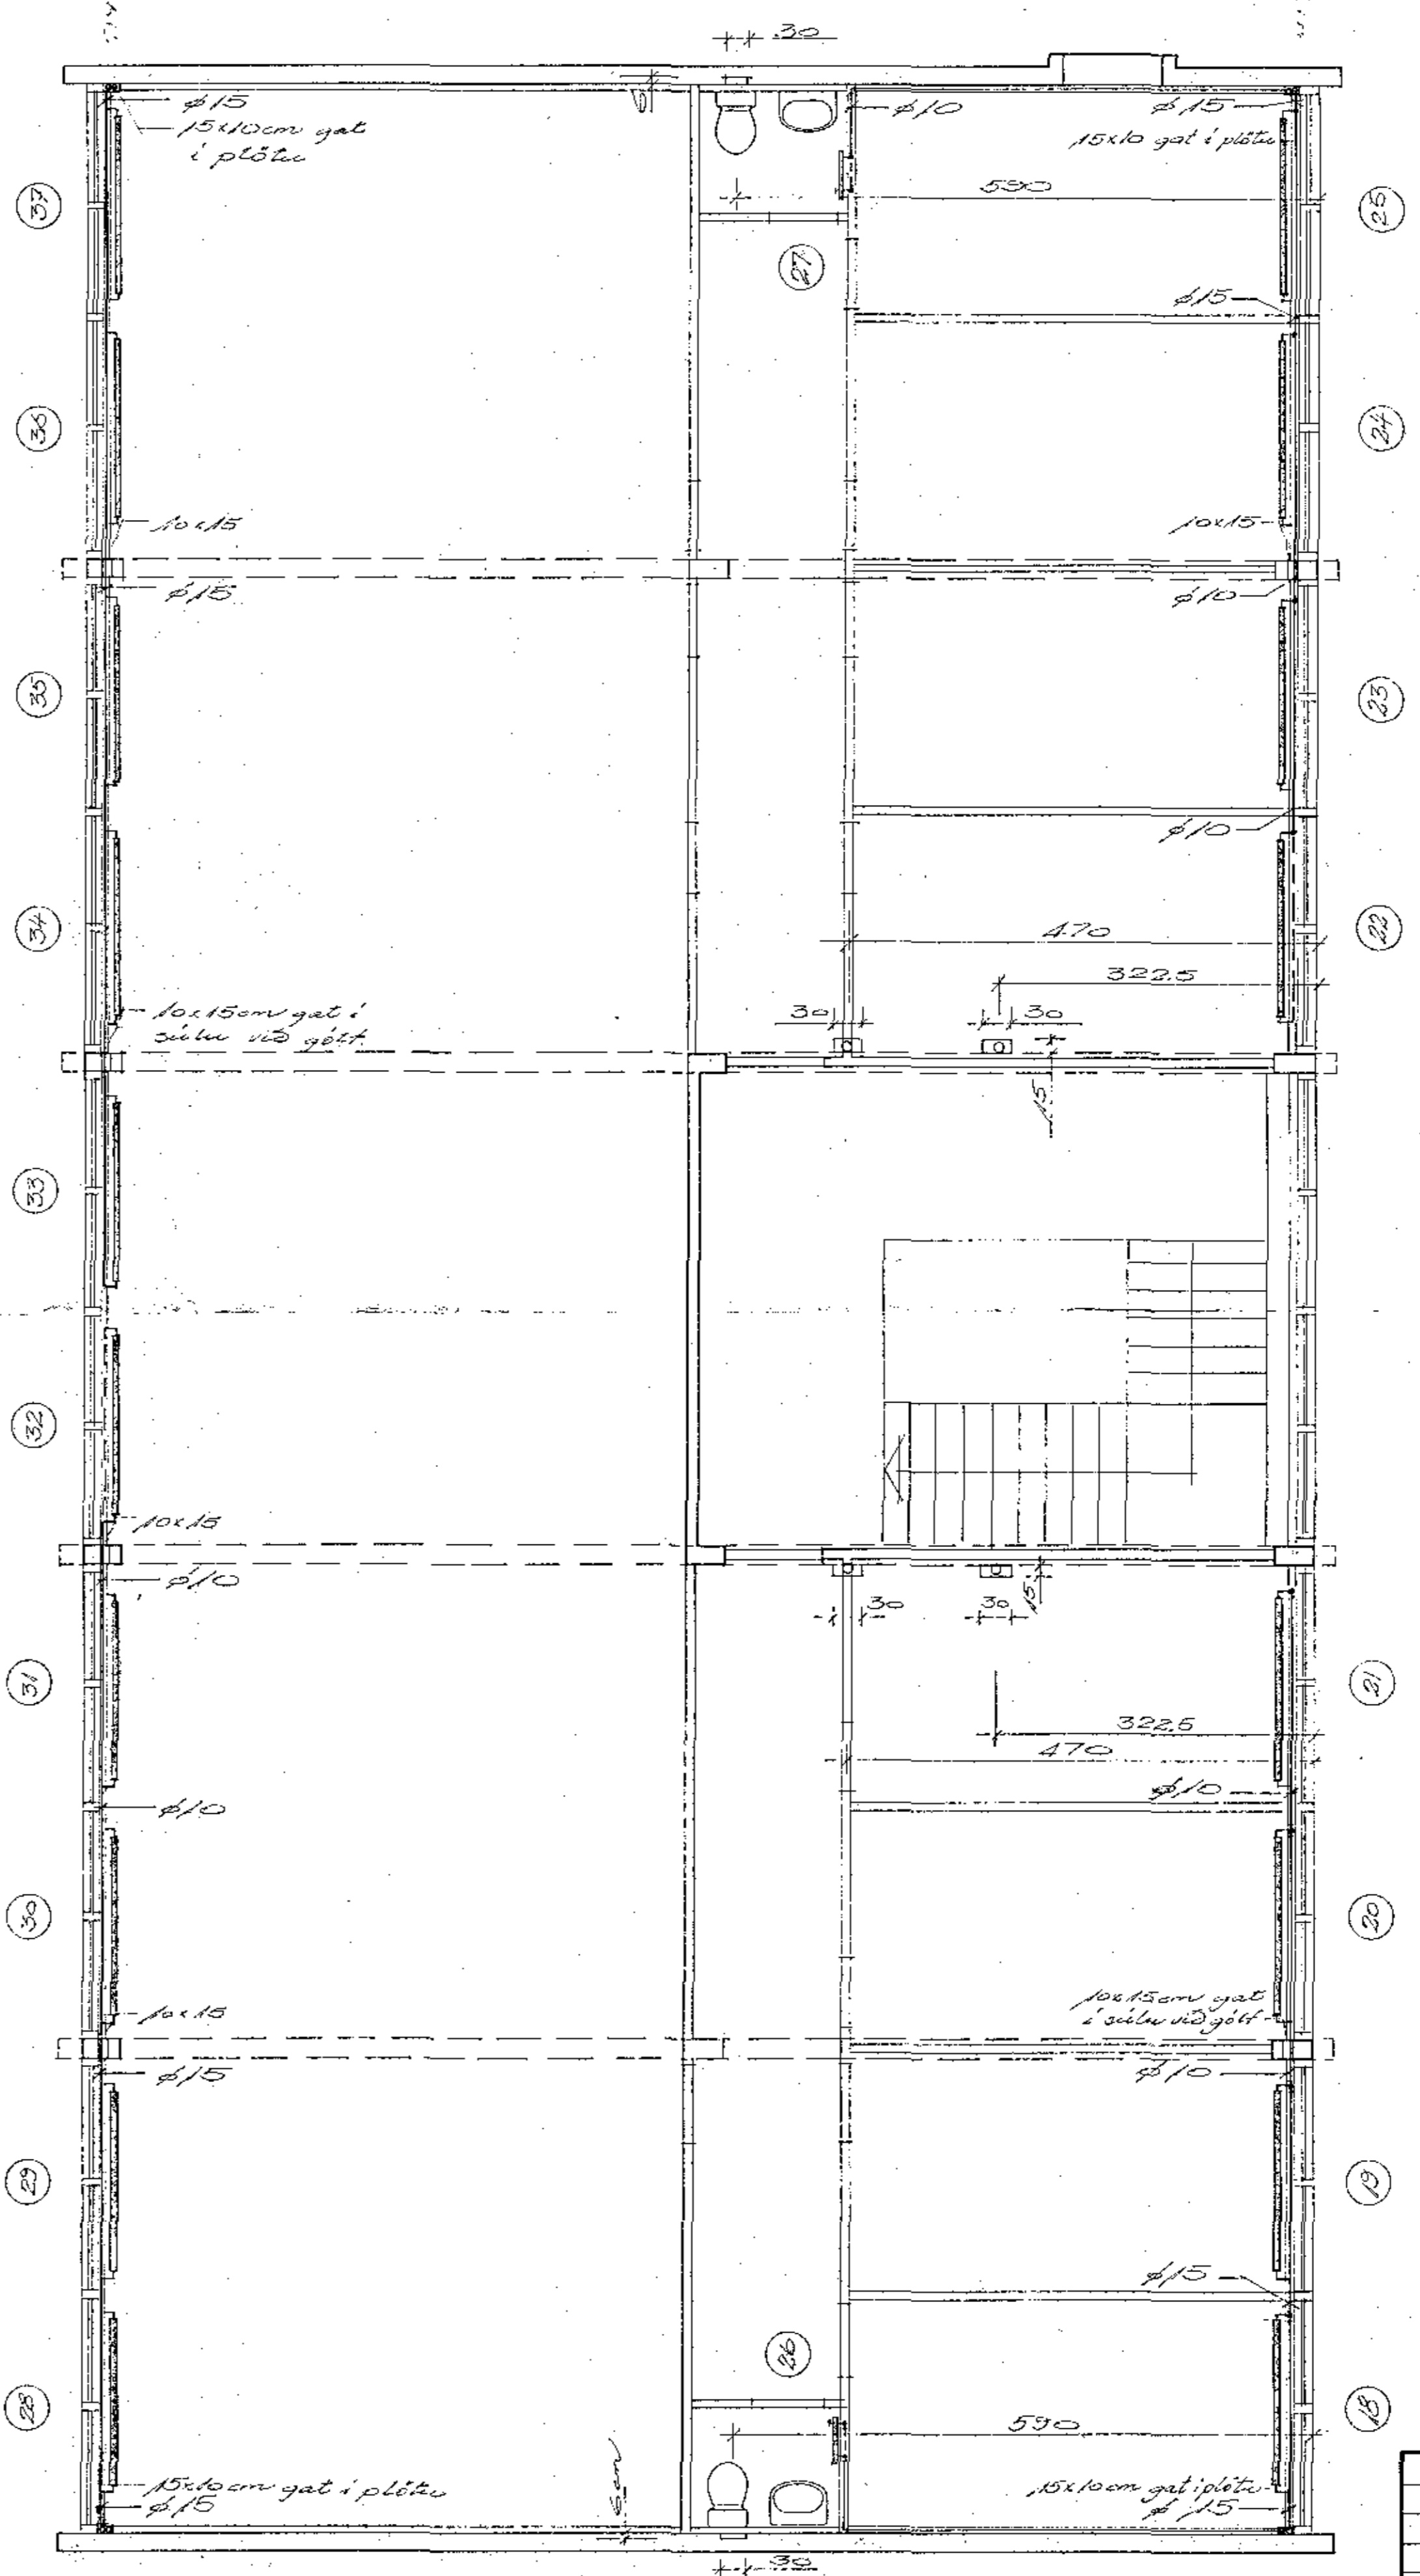 30
ø15
15x10cm gat
í plötu
6
ø10
ø15
15x10 gat í plötu
590
37
25
27
ø15
36
24
10x15
10x15
ø15
ø10
35
23
ø10
34
22
470
322.5
10x15cm gat í
súlu við gólf
30
30
15
33
32
10x15
ø10
30
30
15
31
21
322.5
470
ø10
ø10
30
20
10x15cm gat
í súlu við gólf
10x15
ø15
ø10
29
19
ø15
26
28
18
590
15x10cm gat í plötu
ø15
6cm
15x10cm gat í plötu
ø15
30